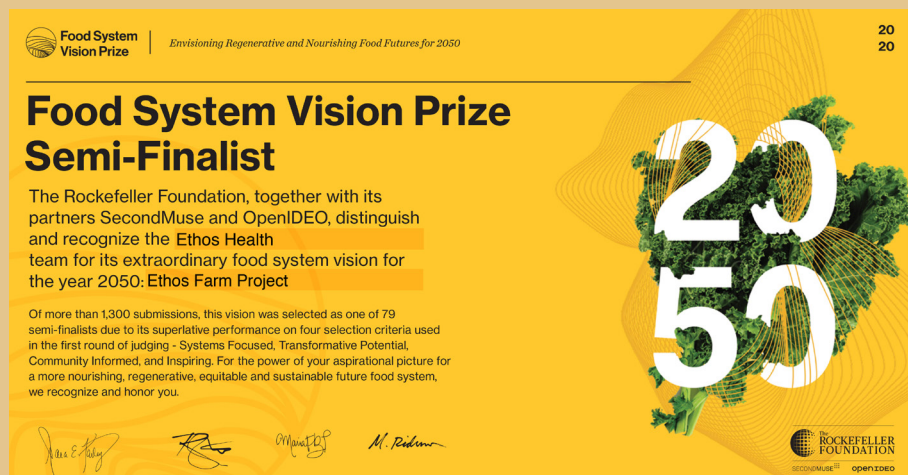 Food System
Vision Prize
Envisioning Regenerative and Nourishing Food Futures for 2050
20
20
Food System Vision Prize
Semi-Finalist
The Rockefeller Foundation, together with its
partners SecondMuse and OpenIDEO, distinguish
and recognize the Ethos Health
team for its extraordinary food system vision for
the year 2050: Ethos Farm Project
Of more than 1,300 submissions, this vision was selected as one of 79
semi-finalists due to its superlative performance on four selection criteria used
in the first round of judging - Systems Focused, Transformative Potential,
Community Informed, and Inspiring. For the power of your aspirational picture for
a more nourishing, regenerative, equitable and sustainable future food system,
we recognize and honor you.
20
50
The
ROCKEFELLER
FOUNDATION
SECONDMUSE
OPENIDEO